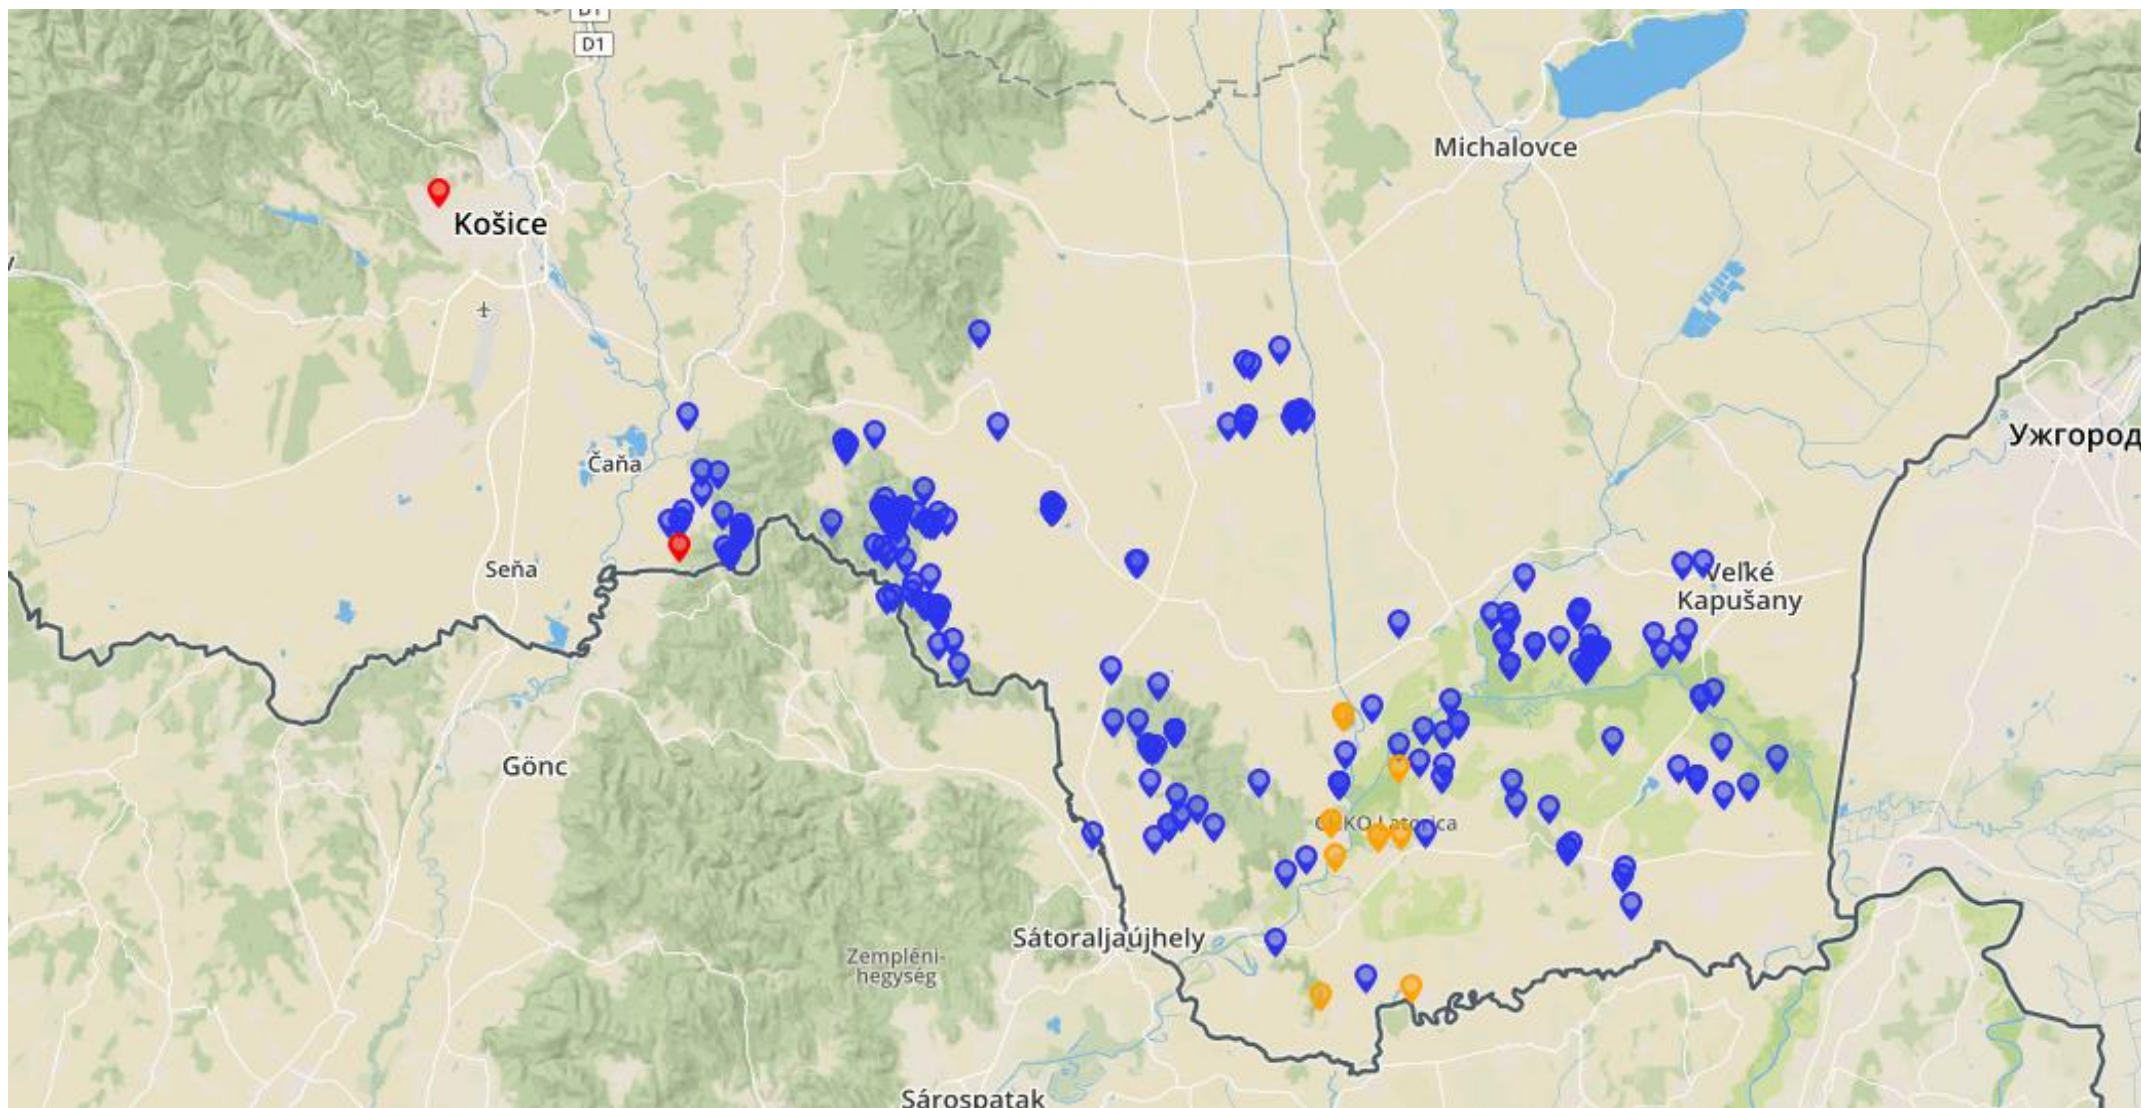 D1
D1
Michalovce
Košice
Ужгород
Čaňa
Seňa
Veľké
Kapušany
Gönc
Sátoraljaújhely
Zempléni-
hegység
Sárospatak